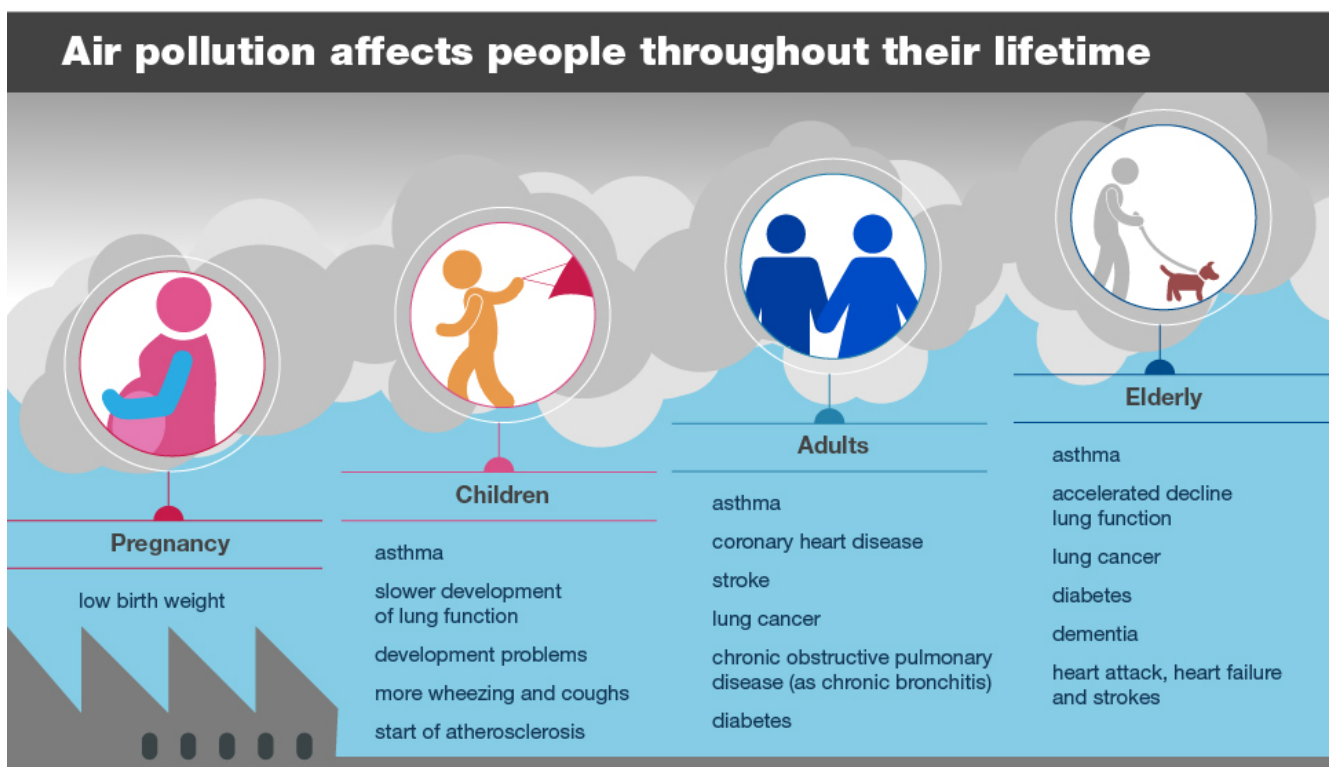 Air pollution affects people throughout their lifetime
Pregnancy
low birth weight
Children
asthma
slower development
of lung function
development problems
more wheezing and coughs
start of atherosclerosis
Adults
asthma
coronary heart disease
stroke
lung cancer
chronic obstructive pulmonary
disease (as chronic bronchitis)
diabetes
Elderly
asthma
accelerated decline
lung function
lung cancer
diabetes
dementia
heart attack, heart failure
and strokes